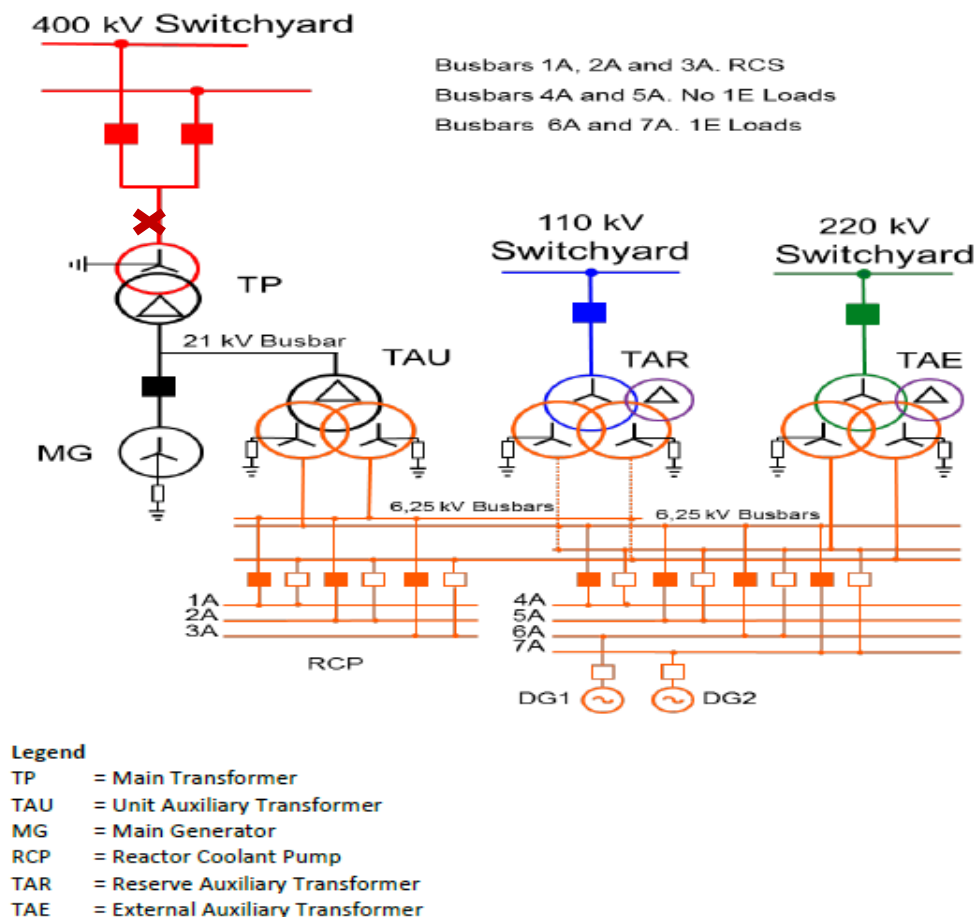 400 kV Switchyard
Busbars 1A, 2A and 3A. RCS
Busbars 4A and 5A. No 1E Loads
Busbars 6A and 7A. 1E Loads
110 kV
Switchyard
220 kV
Switchyard
TP
21 kV Busbar
TAU
TAR
TAE
MG
6,25 kV Busbars
6,25 kV Busbars
1A
2A
3A
4A
5A
6A
7A
RCP
DG1
DG2
Legend
TP = Main Transformer
TAU = Unit Auxiliary Transformer
MG = Main Generator
RCP = Reactor Coolant Pump
TAR = Reserve Auxiliary Transformer
TAE = External Auxiliary Transformer